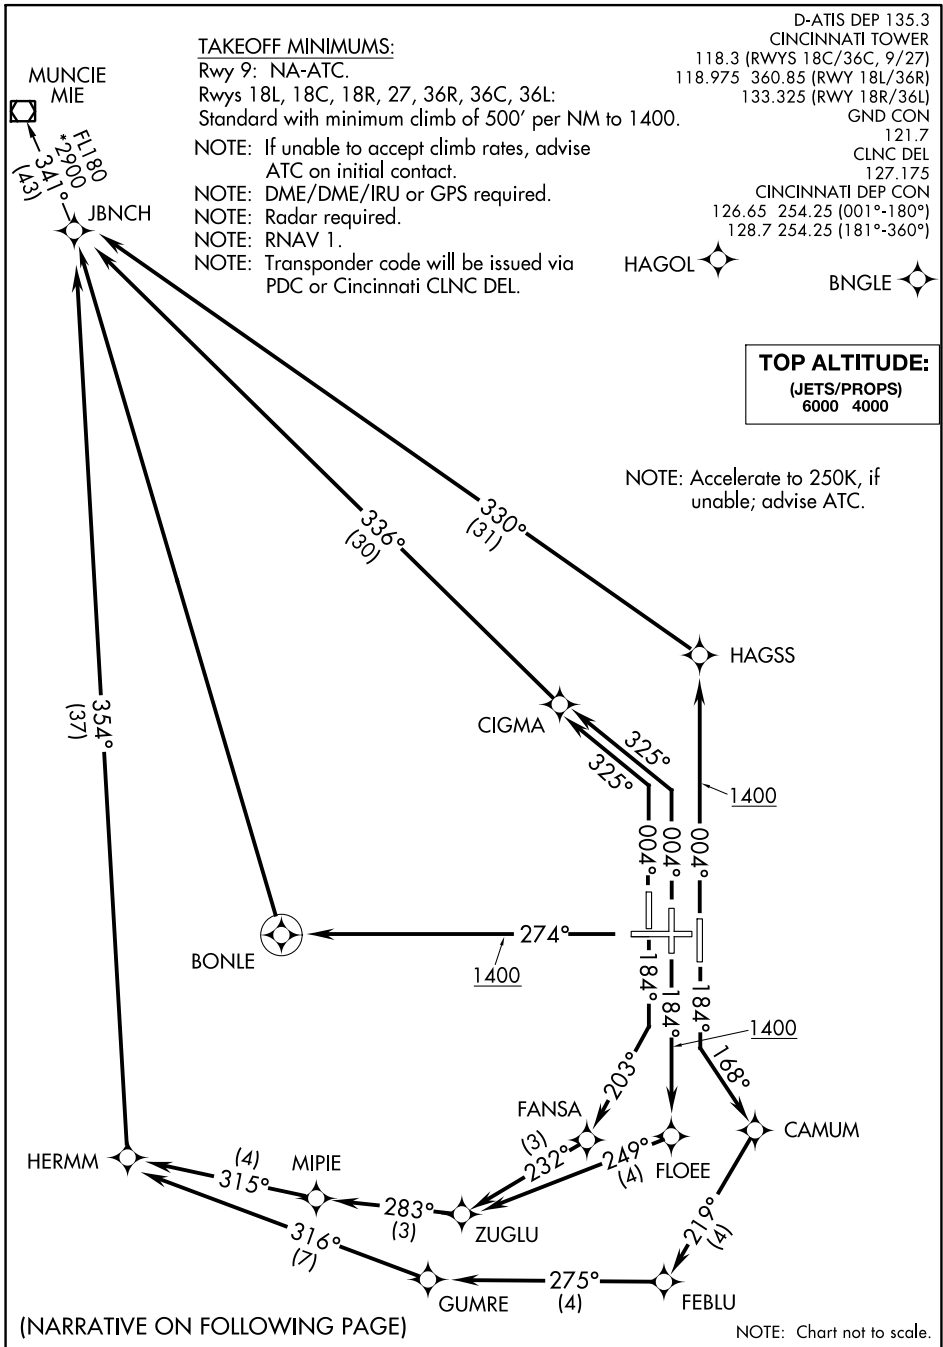 D-ATIS DEP 135.3
CINCINNATI TOWER
118.3 (RWYS 18C/36C, 9/27)
118.975 360.85 (RWY 18L/36R)
133.325 (RWY 18R/36L)
GND CON
121.7
CLNC DEL
127.175
CINCINNATI DEP CON
126.65 254.25 (001°-180°)
128.7 254.25 (181°-360°)
TAKEOFF MINIMUMS:
Rwy 9: NA-ATC.
Rwys 18L, 18C, 18R, 27, 36R, 36C, 36L:
Standard with minimum climb of 500' per NM to 1400.
NOTE: If unable to accept climb rates, advise
ATC on initial contact.
NOTE: DME/DME/IRU or GPS required.
NOTE: Radar required.
NOTE: RNAV 1.
NOTE: Transponder code will be issued via
PDC or Cincinnati CLNC DEL.
MUNCIE
MIE
FL180
*2900
341°
(43)
JBNCH
HAGOL
BNGLE
TOP ALTITUDE:
(JETS/PROPS)
6000 4000
NOTE: Accelerate to 250K, if
unable; advise ATC.
330°
(31)
336°
(30)
HAGSS
354°
(37)
CIGMA
325°
325°
1400
004°
004°
004°
BONLE
274°
1400
184°
184°
184°
1400
203°
168°
FANSA
(3)
232°
249°
(4)
FLOEE
CAMUM
HERMM
(4)
315°
MIPIE
283°
(3)
ZUGLU
219°
(4)
316°
(7)
GUMRE
275°
(4)
FEBLU
(NARRATIVE ON FOLLOWING PAGE)
NOTE: Chart not to scale.